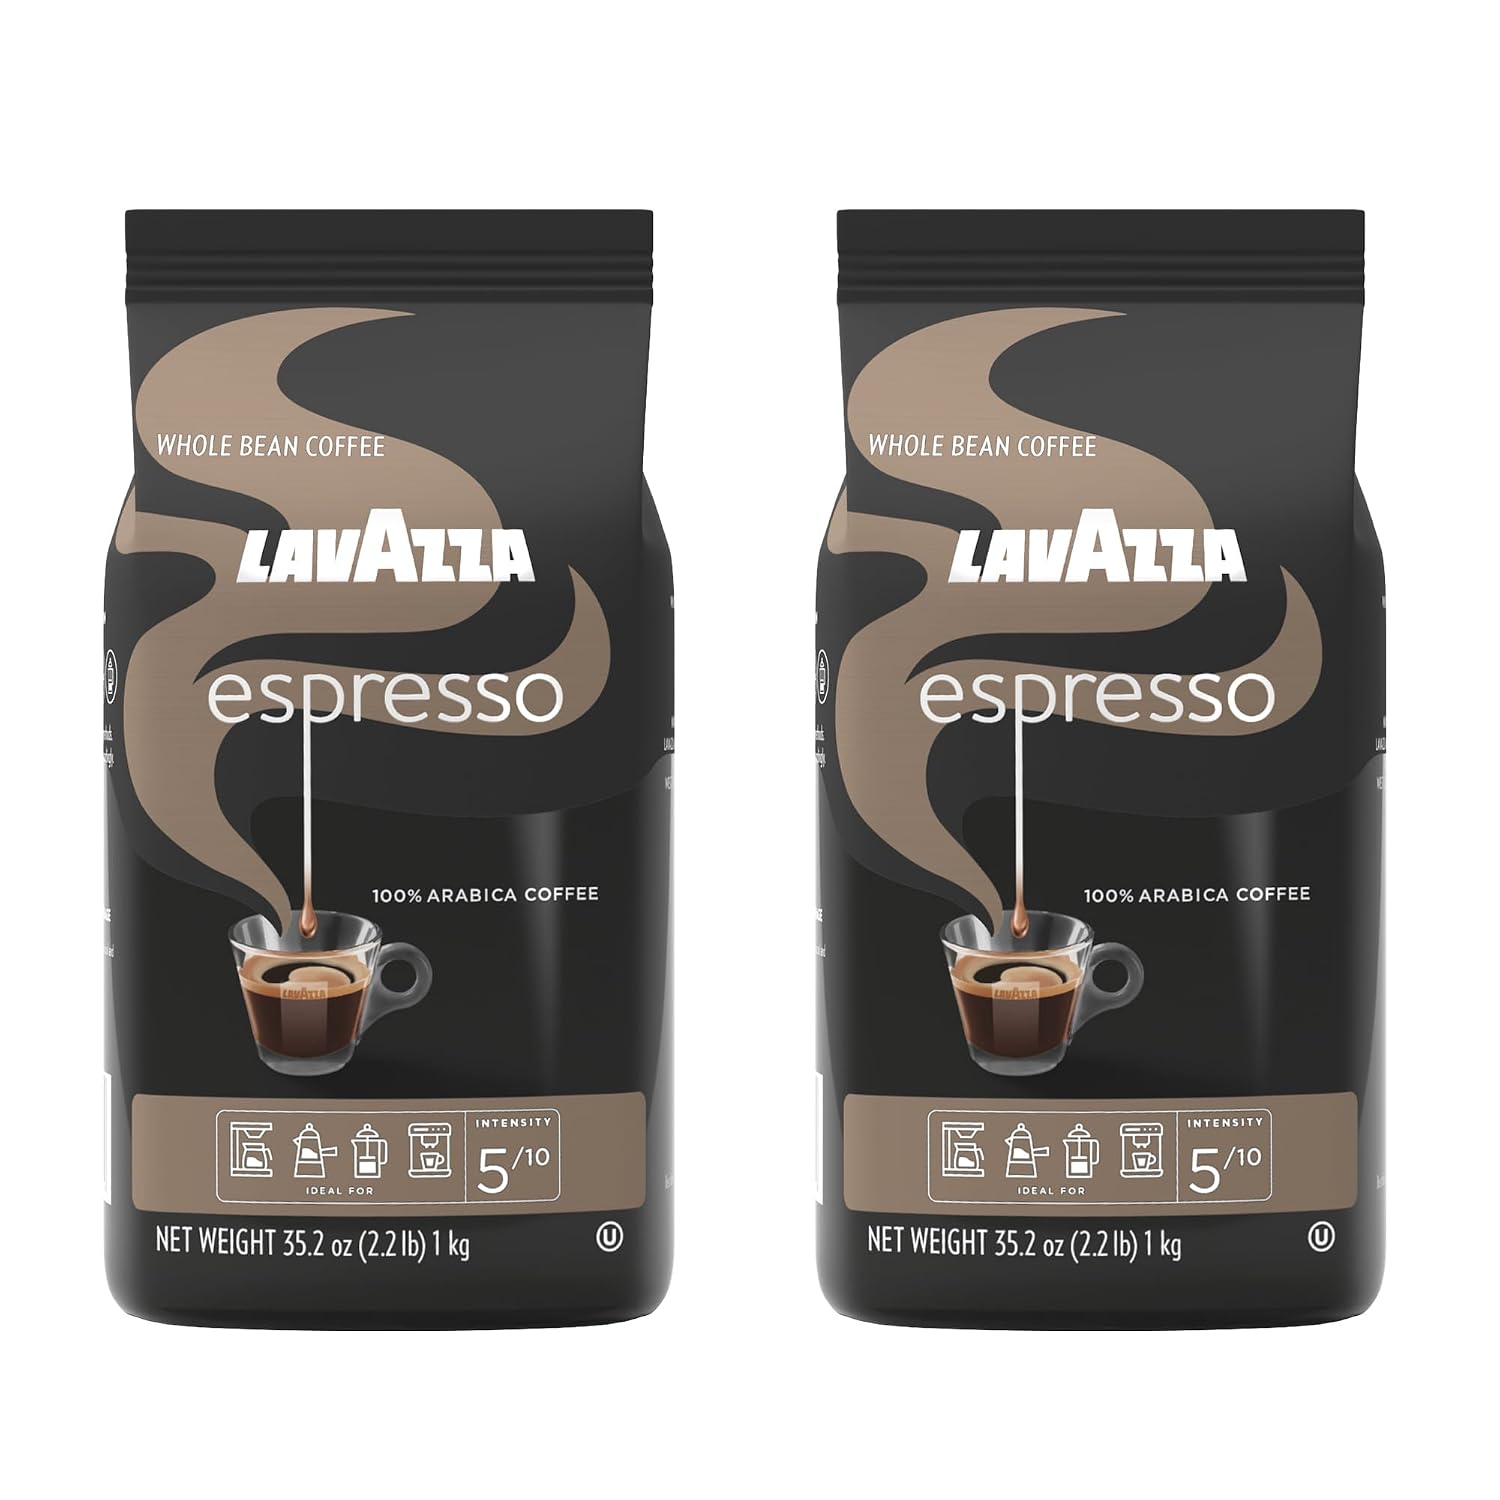 WHOLE BEAN COFFEE
LAVAZZA
espresso
100% ARABICA COFFEE
LAVAZZA
INTENSITY
5/10
IDEAL FOR
NET WEIGHT 35.2 oz (2.2 lb) 1 kg
U
WHOLE BEAN COFFEE
LAVAZZA
espresso
100% ARABICA COFFEE
LAVAZZA
INTENSITY
5/10
IDEAL FOR
NET WEIGHT 35.2 oz (2.2 lb) 1 kg
U